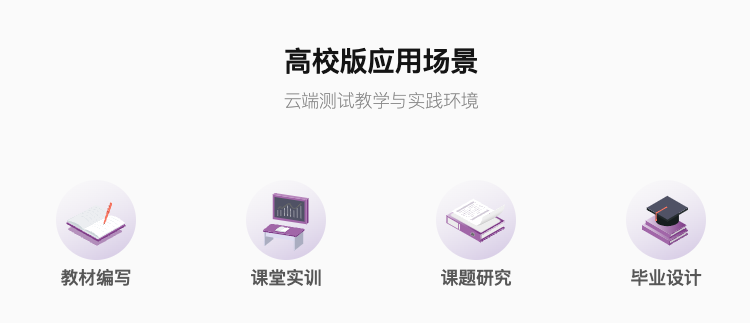 高校版应用场景
云端测试教学与实践环境
教材编写
课堂实训
课题研究
毕业设计